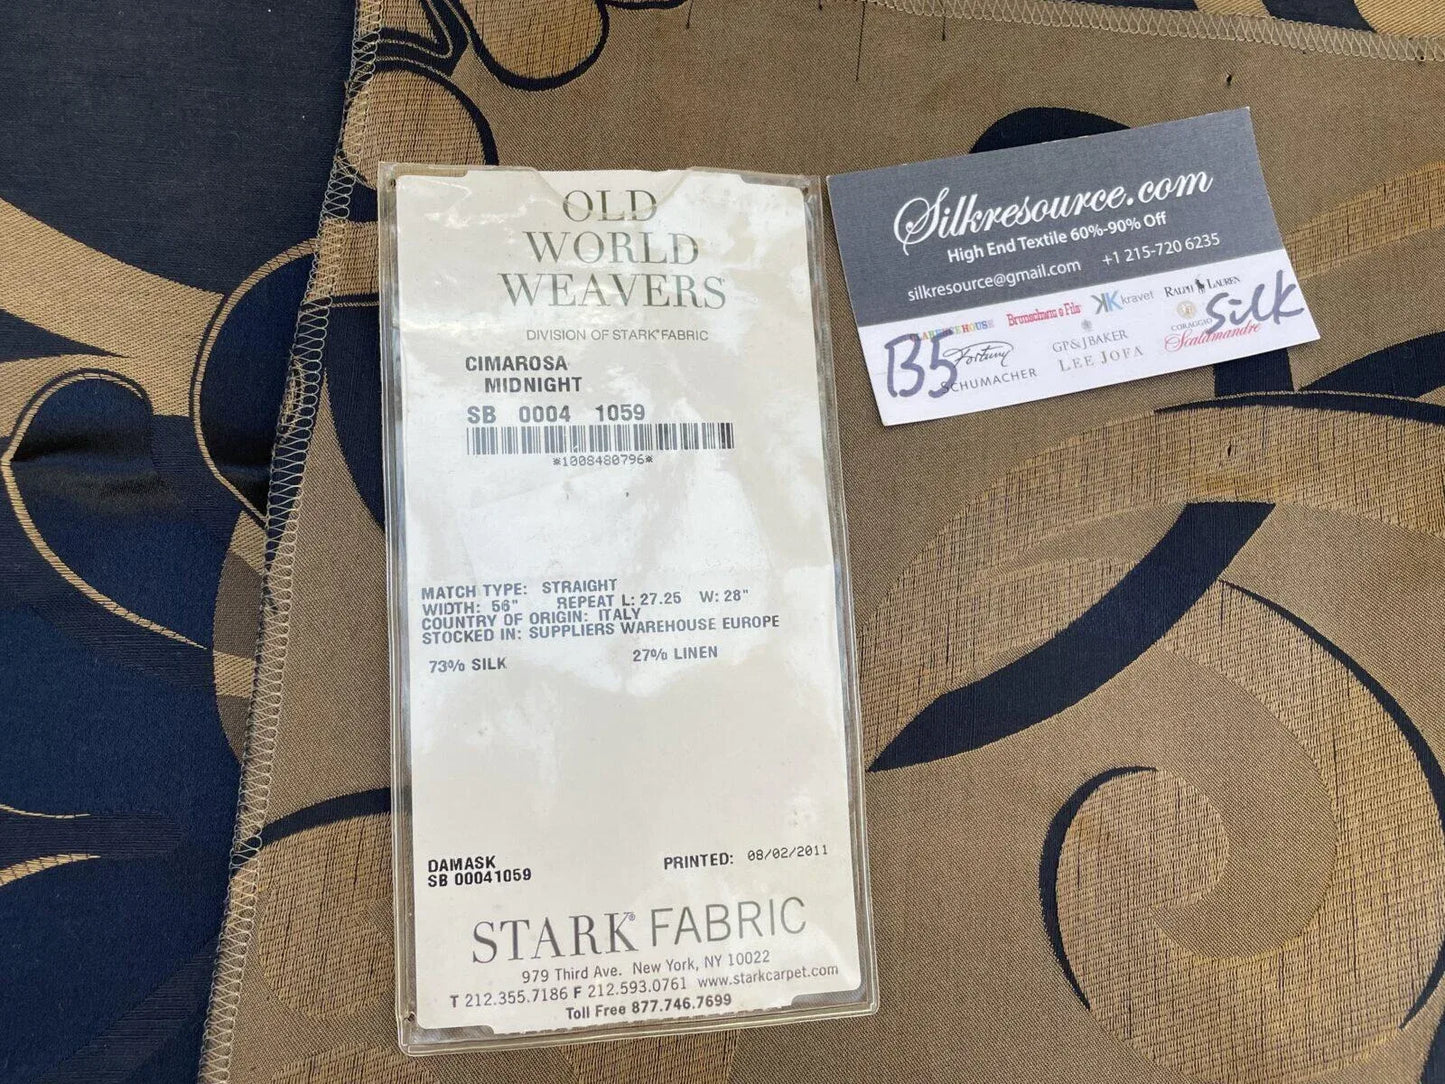 OLD
WORLD
WEAVERS
DIVISION OF STARK® FABRIC
CIMAROSA
MIDNIGHT
SB 0004 1059
*1008480796*
MATCH TYPE: STRAIGHT
WIDTH: 56" REPEAT L: 27.25 W: 28"
COUNTRY OF ORIGIN: ITALY
STOCKED IN: SUPPLIERS WAREHOUSE EUROPE
73% SILK 27% LINEN
DAMASK PRINTED: 08/02/2011
SB 00041059
STARK® FABRIC
979 Third Ave. New York, NY 10022
T 212.355.7186 F 212.593.0761 www.starkcarpet.com
Toll Free 877.746.7699
Silkresource.com
High End Textile 60%-90% Off
silkresource@gmail.com +1 215-720 6235
Brunschwig & Fils kravet RALPH LAUREN
B5 Fortuny GP&JBAKER CORAGGIO silk
SCHUMACHER LEE JOFA Scalamandre